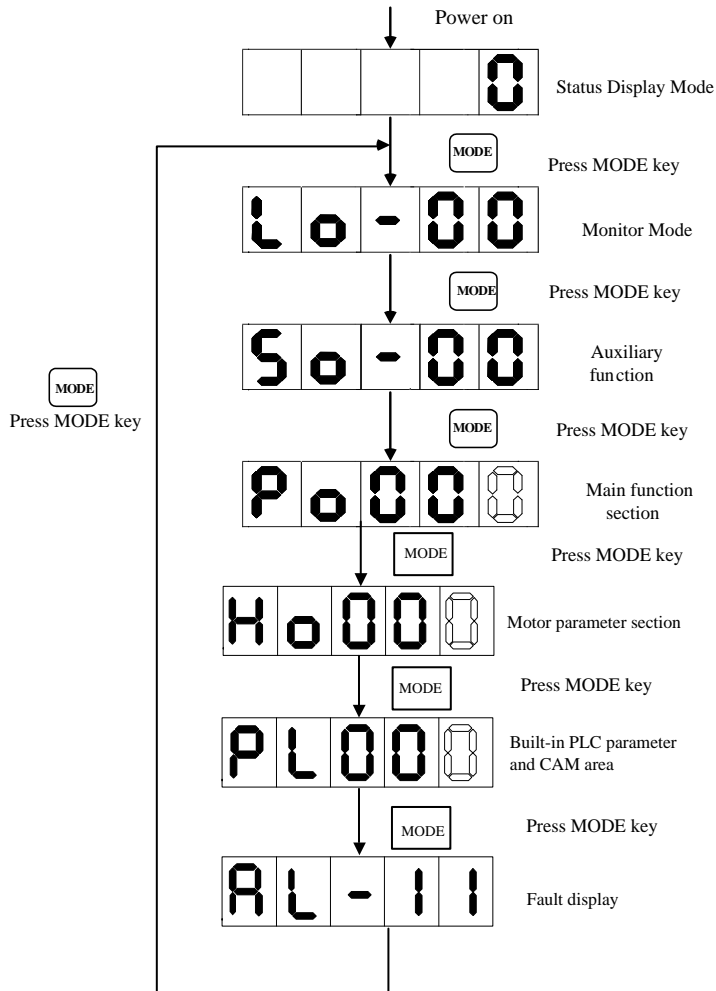 Power on
0
Status Display Mode
MODE
Press MODE key
Lo-00
Monitor Mode
MODE
Press MODE key
So-00
Auxiliary
function
MODE
Press MODE key
MODE
Press MODE key
Po000
Main function
section
MODE
Press MODE key
Ho000
Motor parameter section
MODE
Press MODE key
PL000
Built-in PLC parameter
and CAM area
MODE
Press MODE key
AL-11
Fault display